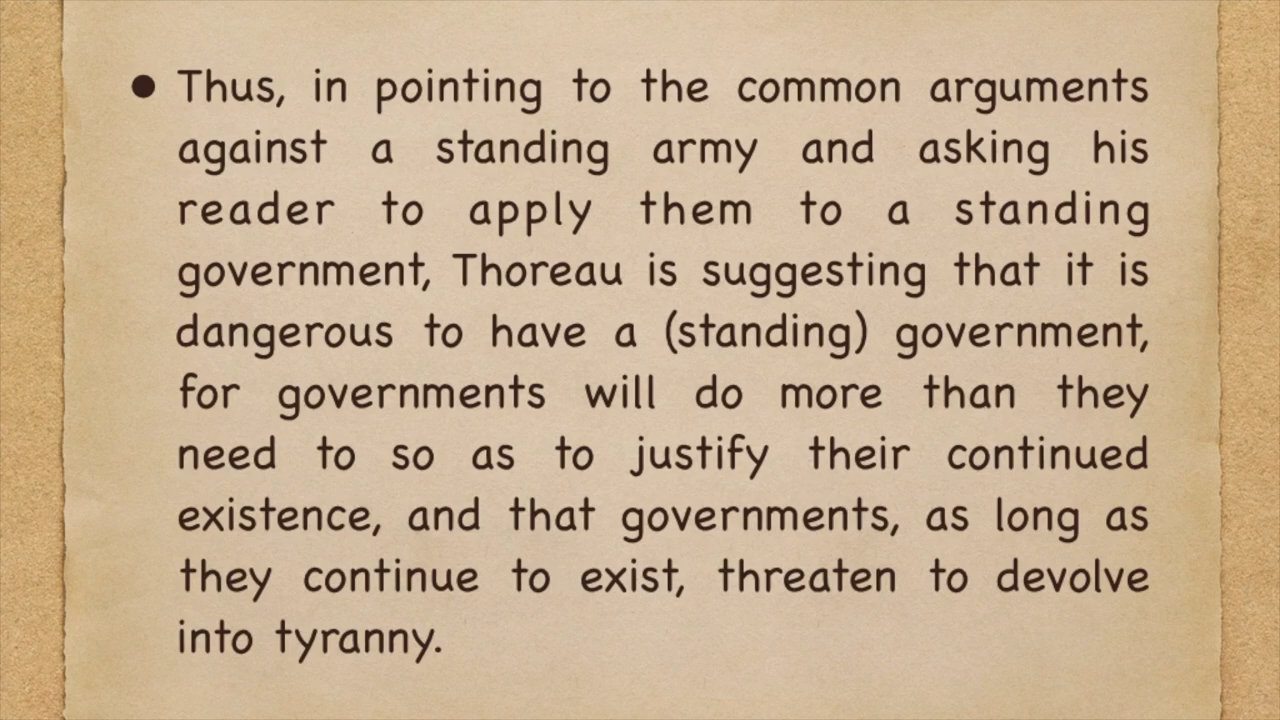 • Thus, in pointing to the common arguments
against a standing army and asking his
reader to apply them to a standing
government, Thoreau is suggesting that it is
dangerous to have a (standing) government,
for governments will do more than they
need to so as to justify their continued
existence, and that governments, as long as
they continue to exist, threaten to devolve
into tyranny.